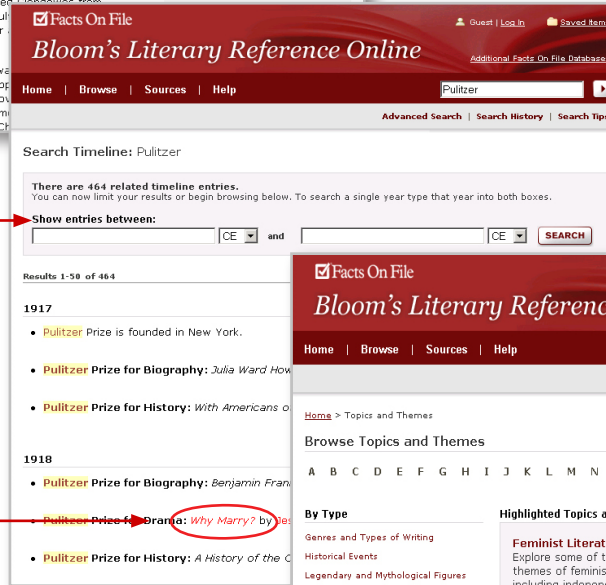 Facts On File
Bloom's Literary Reference Online
Guest | Log In
Saved Item
Additional Facts On File Database
Home | Browse | Sources | Help
Pulitzer
Advanced Search | Search History | Search Tips
Search Timeline: Pulitzer
There are 464 related timeline entries.
You can now limit your results or begin browsing below. To search a single year type that year into both boxes.
Show entries between:
CE and CE SEARCH
Results 1-50 of 464
1917
• Pulitzer Prize is founded in New York.
• Pulitzer Prize for Biography: Julia Ward How
• Pulitzer Prize for History: With Americans o
1918
• Pulitzer Prize for Biography: Benjamin Fran
• Pulitzer Prize for Drama: Why Marry? by Jes
• Pulitzer Prize for History: A History of the C
Facts On File
Bloom's Literary Referenc
Home | Browse | Sources | Help
Home > Topics and Themes
Browse Topics and Themes
A B C D E F G H I J K L M N
By Type
Genres and Types of Writing
Historical Events
Legendary and Mythological Figures
Highlighted Topics a
Feminist Literat
Explore some of t
themes of feminis
including indepen